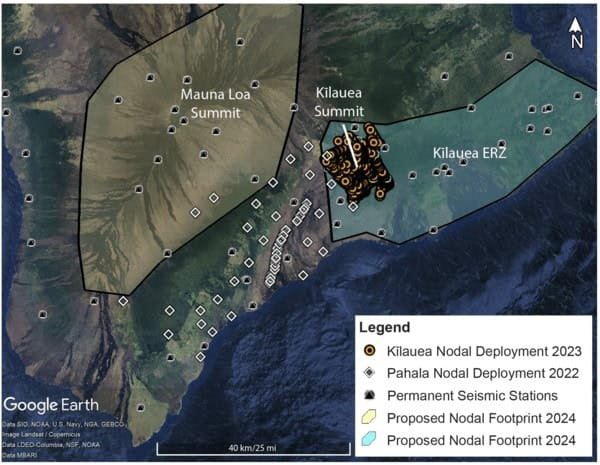 N
Mauna Loa
Summit
Kīlauea
Summit
Kīlauea ERZ
Legend
Kīlauea Nodal Deployment 2023
Pahala Nodal Deployment 2022
Permanent Seismic Stations
Proposed Nodal Footprint 2024
Proposed Nodal Footprint 2024
Google Earth
Data SIO, NOAA, U.S. Navy, NGA, GEBCO
Image Landsat / Copernicus
Data LDEO-Columbia, NSF, NOAA
Data MBARI
40 km/25 mi